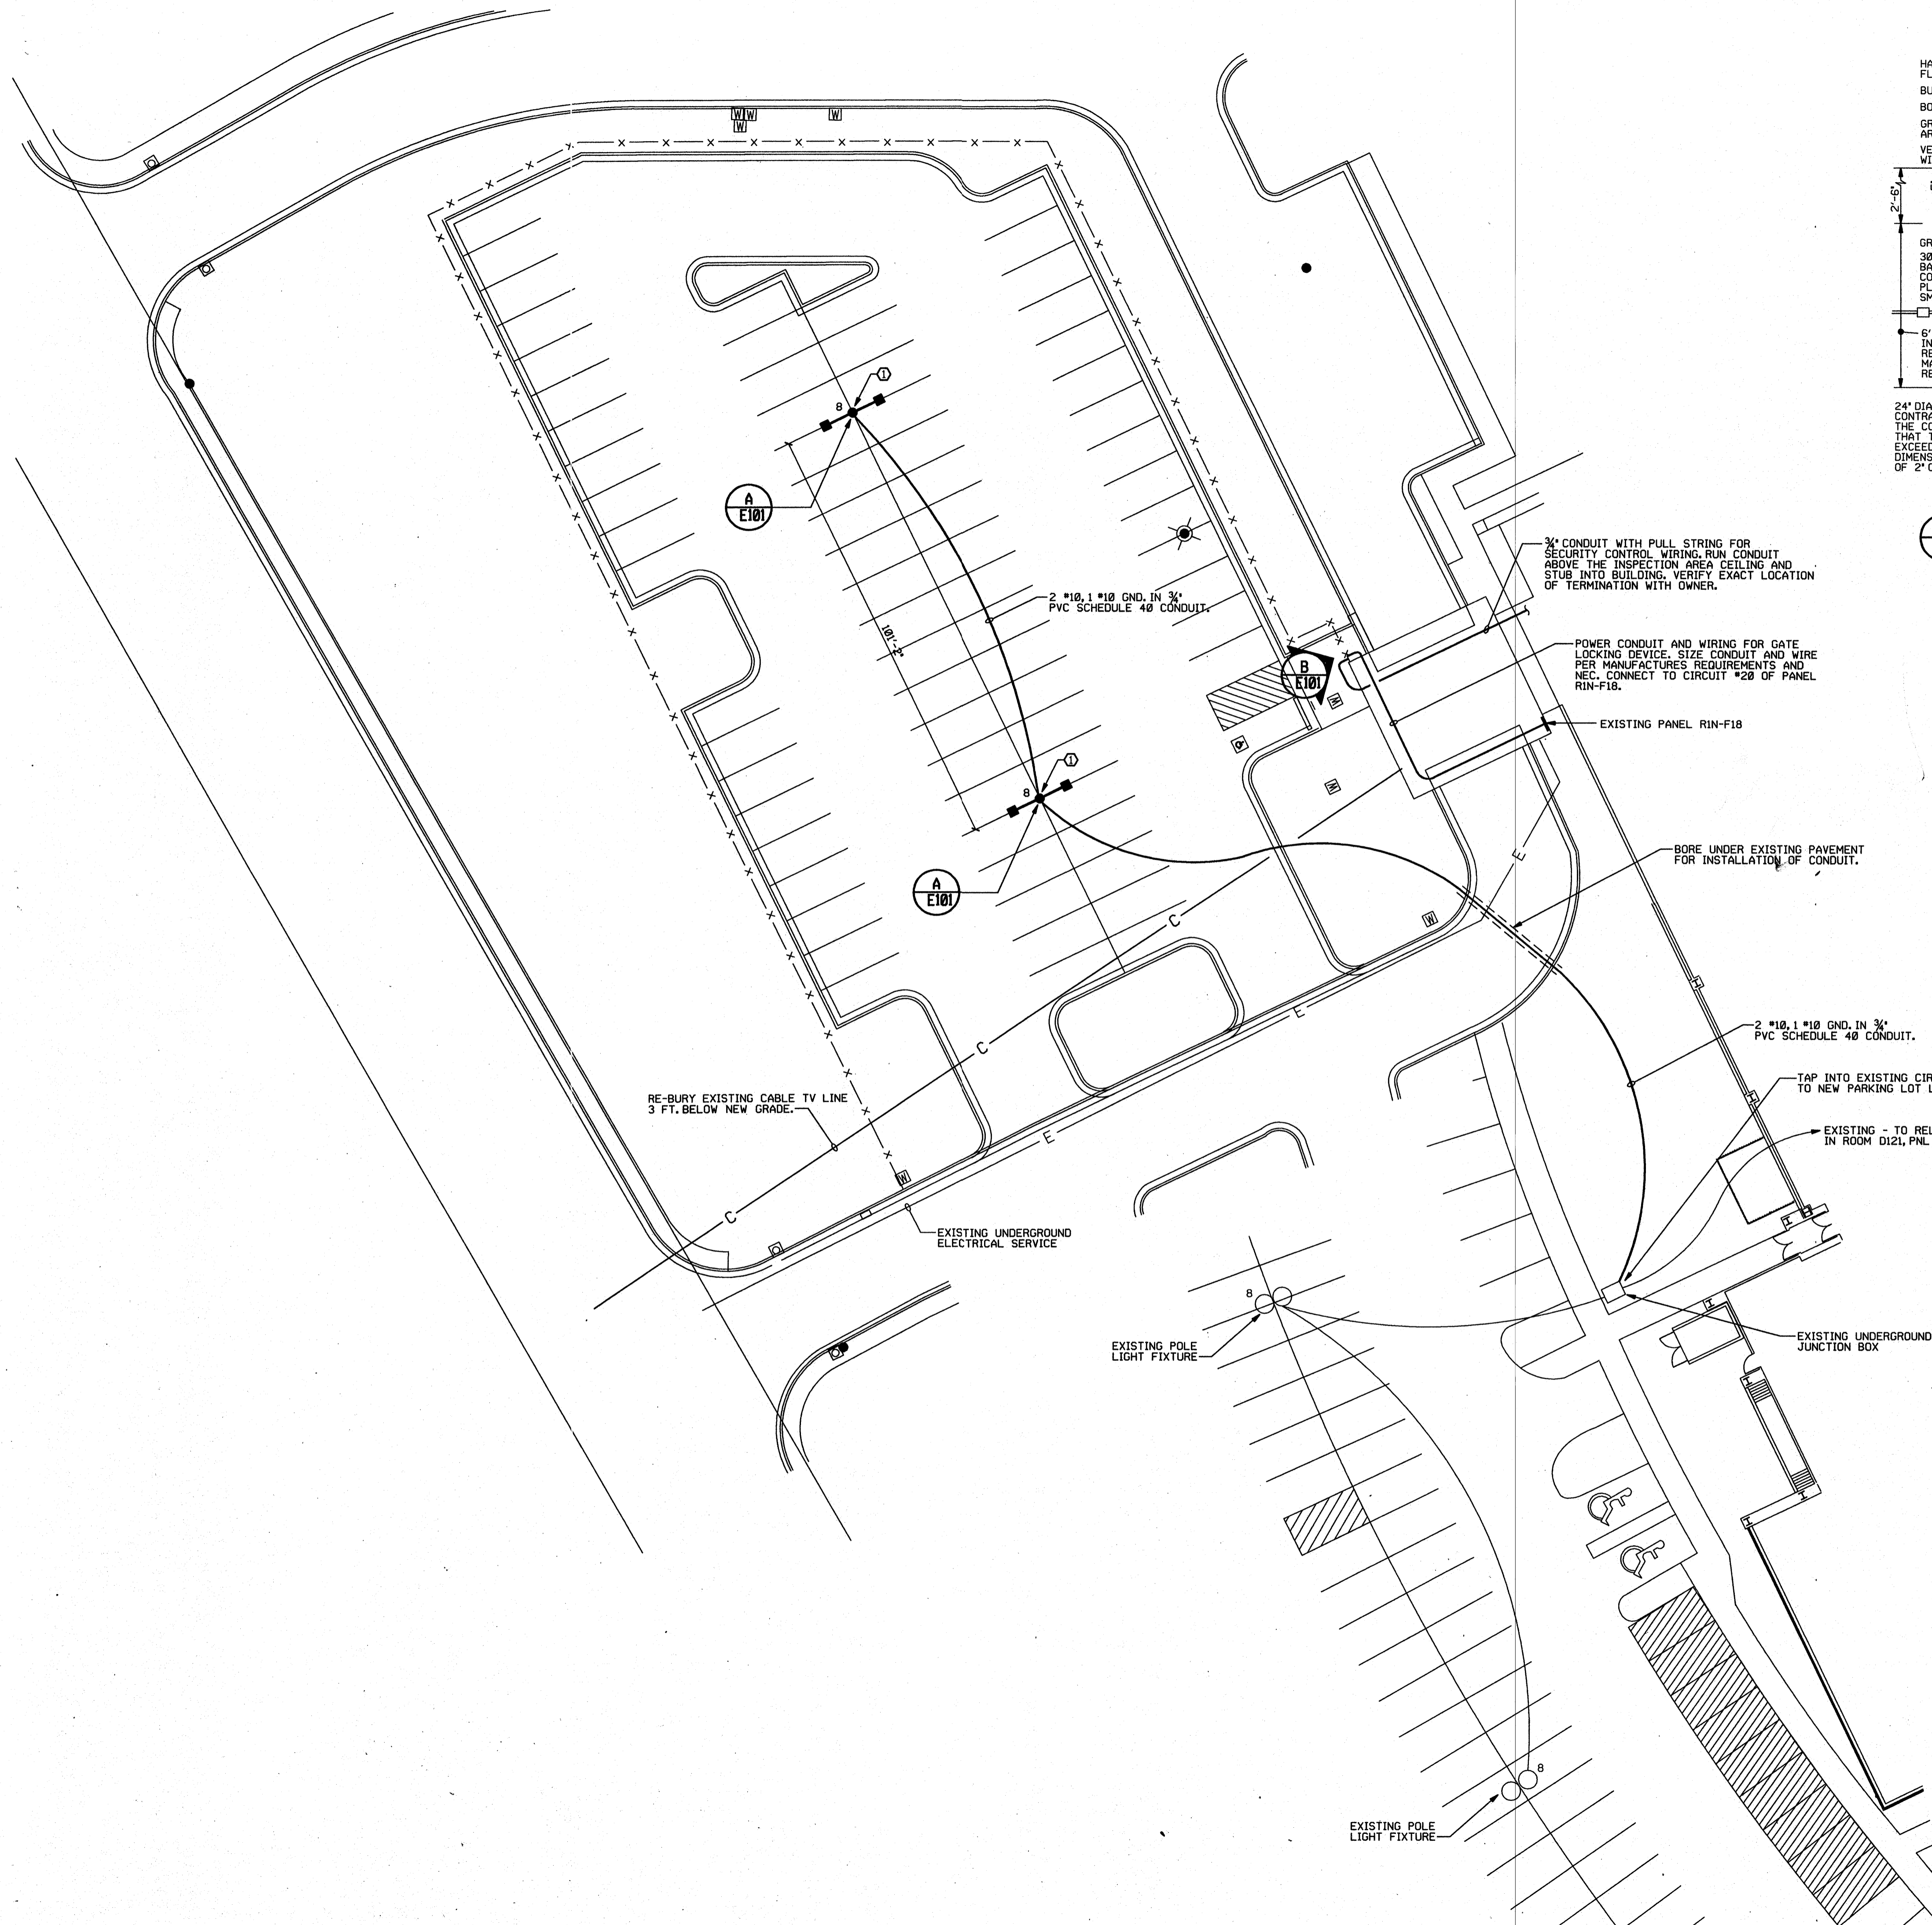 HA
FL
BU
BO
GR
AR
VE
WI
2'-6"
GR
30
BA
CO
PL
SM
6'
IN
RE
MA
RE
24" DIA
CONTRA
THE CO
THAT T
EXCEED
DIMENS
OF 2" C
W W
W
W
X X X X X X X X X X
8
1
A
E101
101'-2"
2 #10, 1 #10 GND. IN ¾"
PVC SCHEDULE 40 CONDUIT.
¾" CONDUIT WITH PULL STRING FOR
SECURITY CONTROL WIRING. RUN CONDUIT
ABOVE THE INSPECTION AREA CEILING AND
STUB INTO BUILDING. VERIFY EXACT LOCATION
OF TERMINATION WITH OWNER.
B
E101
W
POWER CONDUIT AND WIRING FOR GATE
LOCKING DEVICE. SIZE CONDUIT AND WIRE
PER MANUFACTURES REQUIREMENTS AND
NEC. CONNECT TO CIRCUIT #20 OF PANEL
R1N-F18.
EXISTING PANEL R1N-F18
8
1
W
E
A
E101
BORE UNDER EXISTING PAVEMENT
FOR INSTALLATION OF CONDUIT.
C
W
C
E
2 #10, 1 #10 GND. IN ¾"
PVC SCHEDULE 40 CONDUIT.
TAP INTO EXISTING CIR
TO NEW PARKING LOT L
RE-BURY EXISTING CABLE TV LINE
3 FT. BELOW NEW GRADE.
E
EXISTING - TO REL
IN ROOM D121, PNL
W
C
EXISTING UNDERGROUND
ELECTRICAL SERVICE
8
EXISTING POLE
LIGHT FIXTURE
EXISTING UNDERGROUND
JUNCTION BOX
8
EXISTING POLE
LIGHT FIXTURE